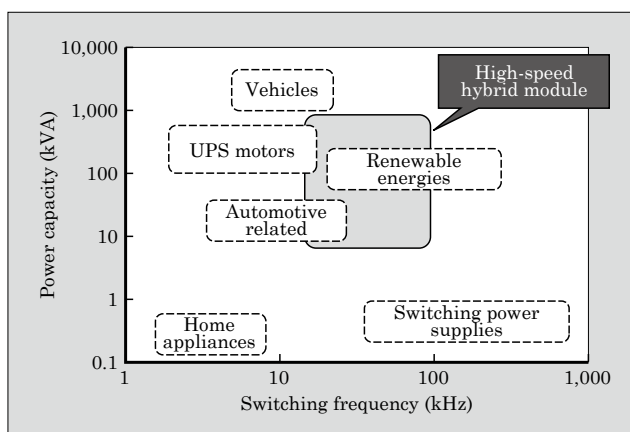 10,000
1,000
100
10
1
0.1
Power capacity (kVA)
High-speed
hybrid module
Vehicles
UPS motors
Renewable
energies
Automotive
related
Switching power
supplies
Home
appliances
1
10
100
1,000
Switching frequency (kHz)